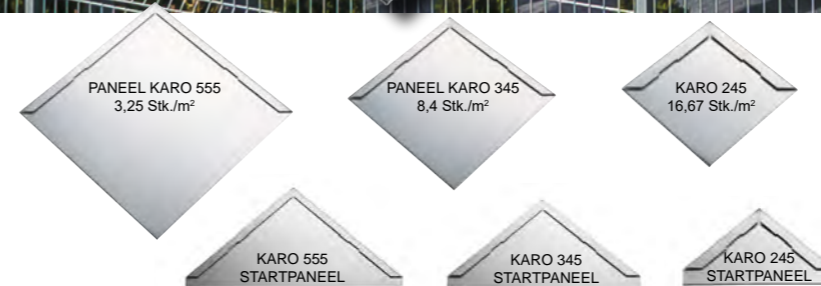 PANEEL KARO 555
3,25 Stk./m²
PANEEL KARO 345
8,4 Stk./m²
KARO 245
16,67 Stk./m²
KARO 555
STARTPANEEL
KARO 345
STARTPANEEL
KARO 245
STARTPANEEL